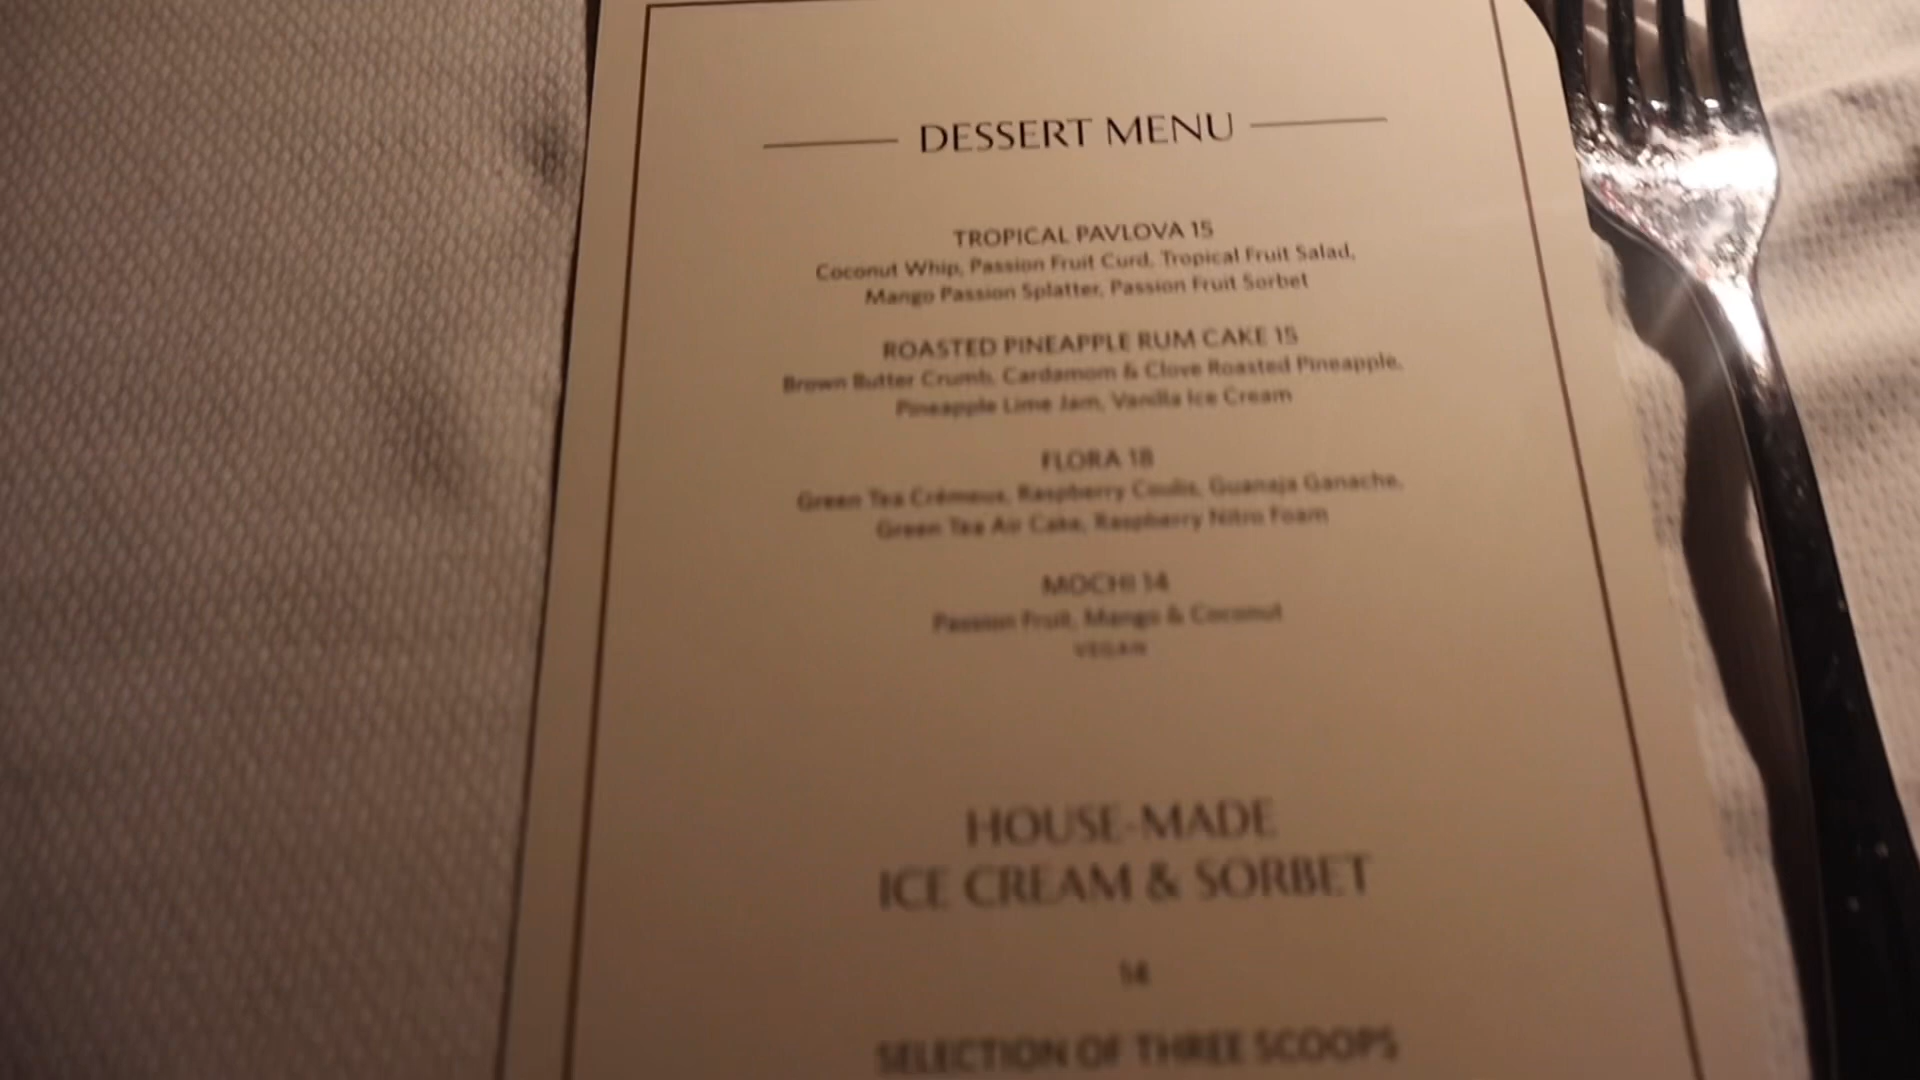 DESSERT MENU
TROPICAL PAVLOVA 15
Coconut Whip, Passion Fruit Curd, Tropical Fruit Salad,
Mango Passion Splatter, Passion Fruit Sorbet
ROASTED PINEAPPLE RUM CAKE 15
Brown Butter Crumb, Cardamom & Clove Roasted Pineapple,
Pineapple Lime Jam, Vanilla Ice Cream
FLORA 18
Green Tea Crémeux, Raspberry Coulis, Guanaja Ganache,
Green Tea Air Cake, Raspberry Nitro Foam
MOCHI 14
Passion Fruit, Mango & Coconut
VEGAN
HOUSE-MADE
ICE CREAM & SORBET
14
SELECTION OF THREE SCOOPS